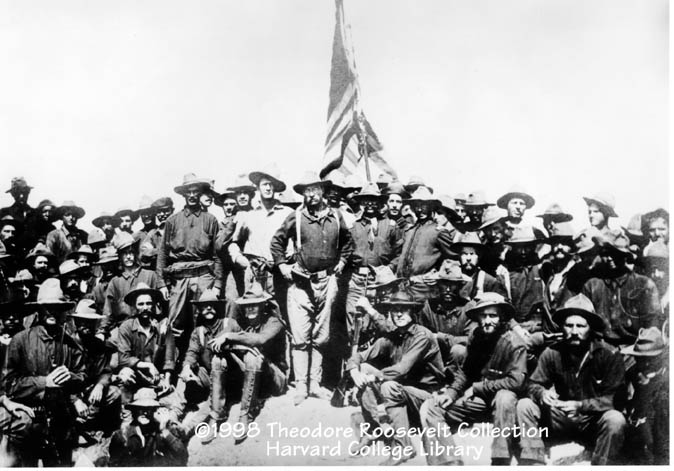 ©1998 Theodore Roosevelt Collection
Harvard College Library